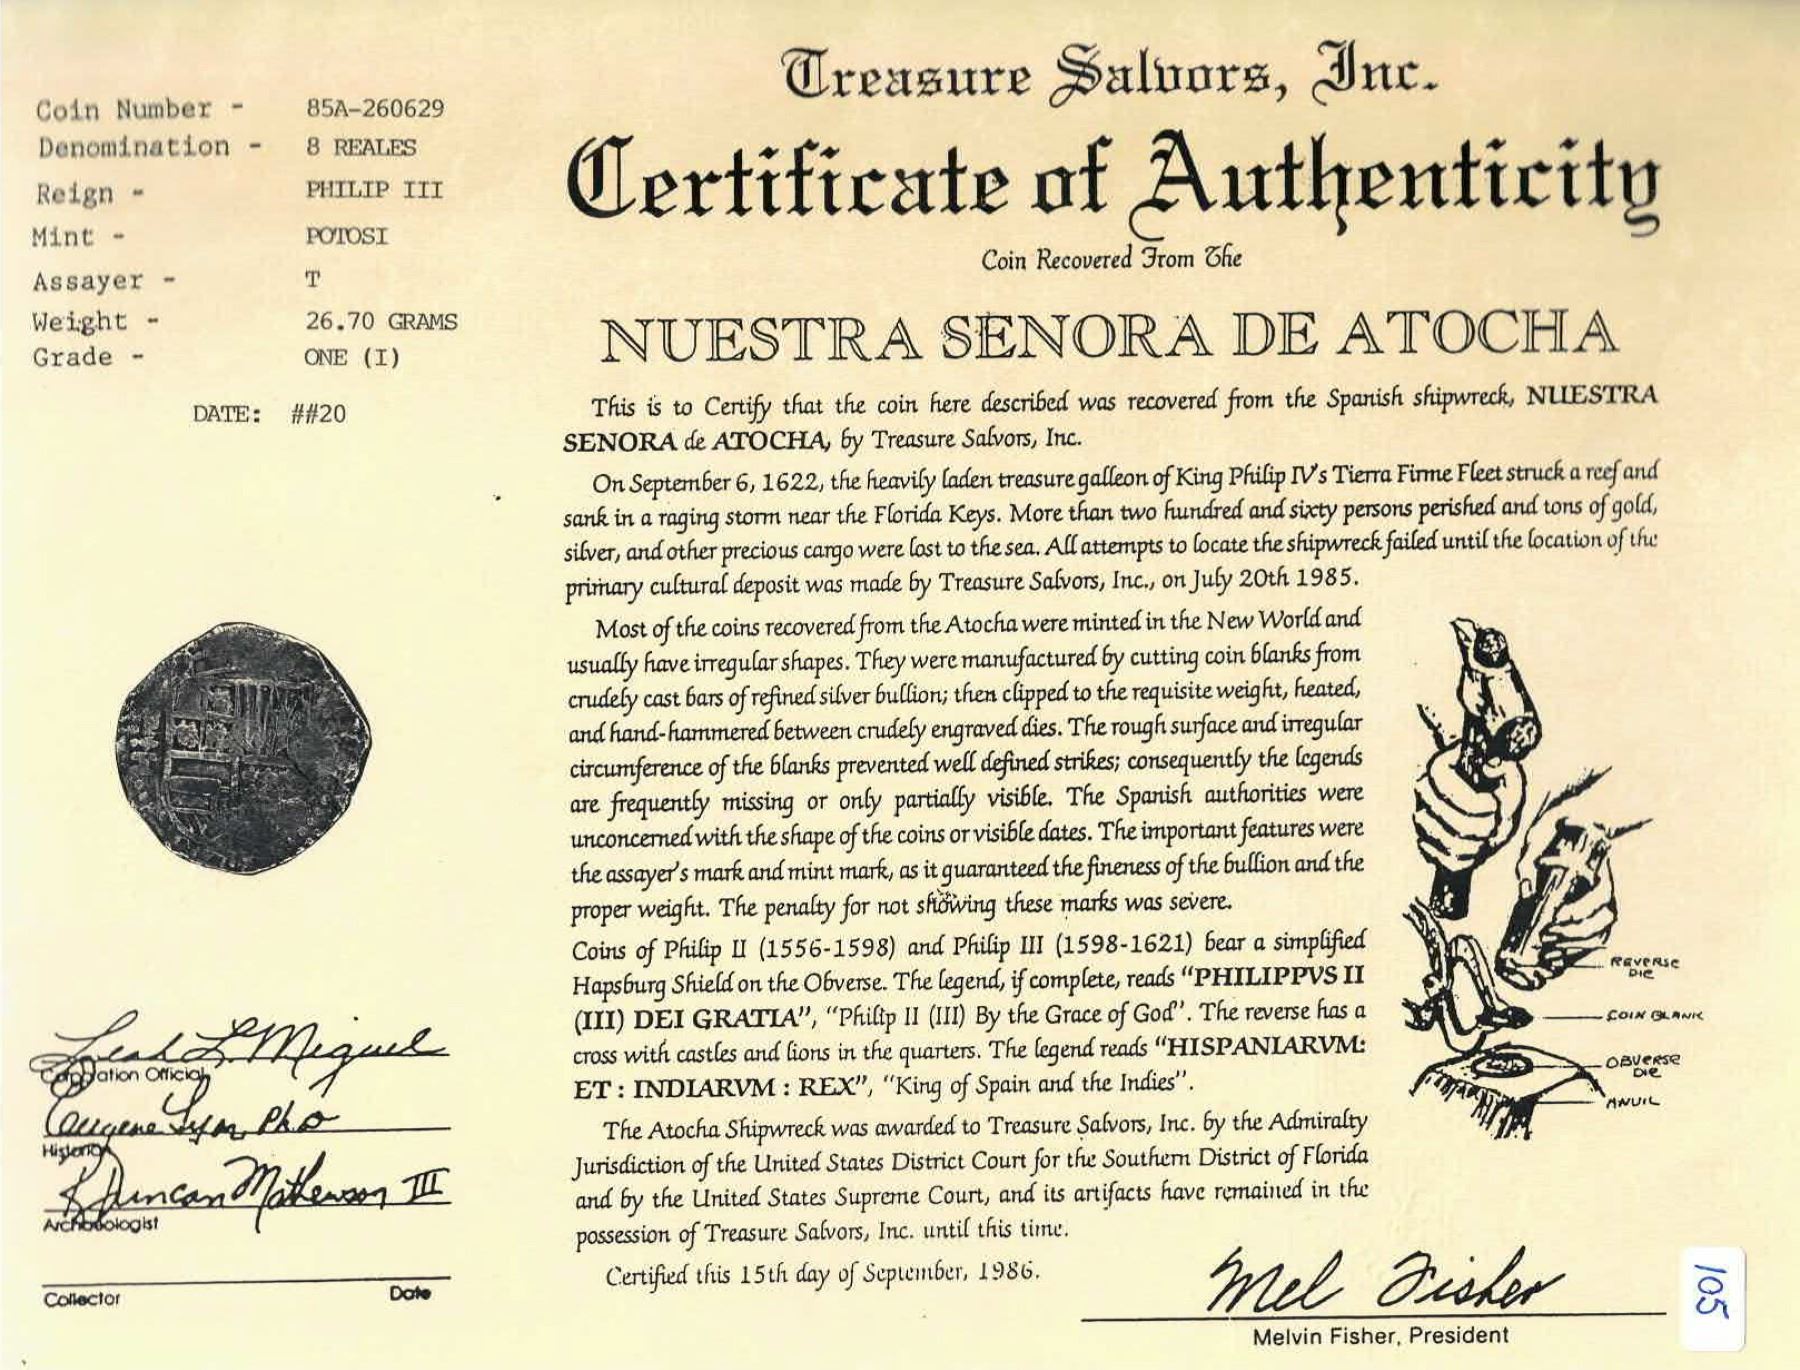 Treasure Salvors, Inc.
Certificate of Authenticity
Coin Recovered From The
NUESTRA SENORA DE ATOCHA
Coin Number - 85A-260629
Denomination - 8 REALES
Reign - PHILIP III
Mint - POTOSI
Assayer - T
Weight - 26.70 GRAMS
Grade - ONE (I)
DATE: ##20
This is to Certify that the coin here described was recovered from the Spanish shipwreck, NUESTRA
SENORA de ATOCHA, by Treasure Salvors, Inc.
On September 6, 1622, the heavily laden treasure galleon of King Philip IV's Tierra Firme Fleet struck a reef and
sank in a raging storm near the Florida Keys. More than two hundred and sixty persons perished and tons of gold,
silver, and other precious cargo were lost to the sea. All attempts to locate the shipwreck failed until the location of the
primary cultural deposit was made by Treasure Salvors, Inc., on July 20th 1985.
Most of the coins recovered from the Atocha were minted in the New World and
usually have irregular shapes. They were manufactured by cutting coin blanks from
crudely cast bars of refined silver bullion; then clipped to the requisite weight, heated,
and hand-hammered between crudely engraved dies. The rough surface and irregular
circumference of the blanks prevented well defined strikes; consequently the legends
are frequently missing or only partially visible. The Spanish authorities were
unconcerned with the shape of the coins or visible dates. The important features were
the assayer's mark and mint mark, as it guaranteed the fineness of the bullion and the
proper weight. The penalty for not showing these marks was severe.
Coins of Philip II (1556-1598) and Philip III (1598-1621) bear a simplified
Hapsburg Shield on the Obverse. The legend, if complete, reads "PHILIPPVS II
(III) DEI GRATIA", "Philip II (III) By the Grace of God". The reverse has a
cross with castles and lions in the quarters. The legend reads "HISPANIARVM:
ET : INDIARVM : REX", "King of Spain and the Indies".
The Atocha Shipwreck was awarded to Treasure Salvors, Inc. by the Admiralty
Jurisdiction of the United States District Court for the Southern District of Florida
and by the United States Supreme Court, and its artifacts have remained in the
possession of Treasure Salvors, Inc. until this time.
Certified this 15th day of September, 1986.
REVERSE
DIE
COIN BLANK
OBVERSE
DIE
ANVIL
Leah L. Miguel
Corporation Official
Eugene Lyon PhD
Historian
R Duncan Mathewson III
Archaeologist
Collector Date
Mel Fisher
Melvin Fisher, President
105